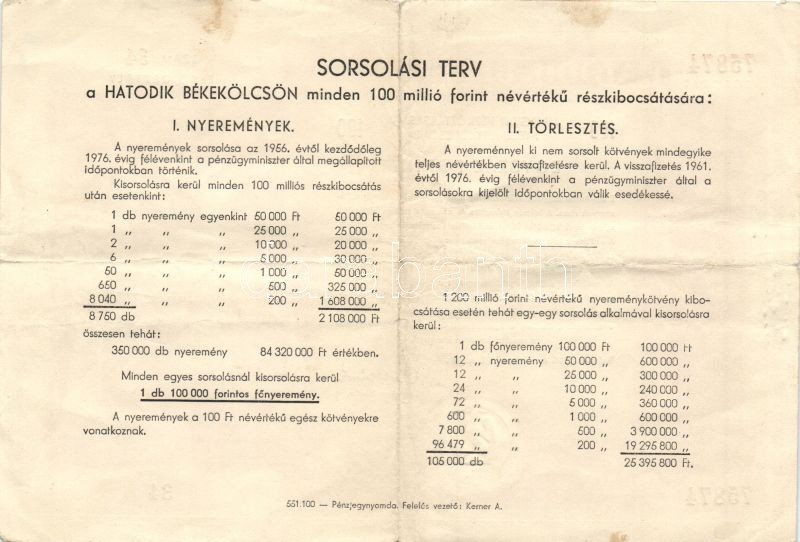 SORSOLÁSI TERV
a HATODIK BÉKEKÖLCSÖN minden 100 millió forint névértékű részkibocsátására:
I. NYEREMÉNYEK.
A nyeremények sorsolása az 1956. évtől kezdődőleg
1976. évig félévenkint a pénzügyminiszter által megállapított
időpontokban történik.
Kisorsolásra kerül minden 100 milliós részkibocsátás
után esetenkint:
1 db nyeremény egyenkint 50 000 Ft 50 000 Ft
1 „ „ „ 25 000 „ 25 000 „
2 „ „ „ 10 000 „ 20 000 „
6 „ „ „ 5 000 „ 30 000 „
50 „ „ „ 1 000 „ 50 000 „
650 „ „ „ 500 „ 325 000 „
8 040 „ „ „ 200 „ 1 608 000 „
8 750 db 2 108 000 Ft
összesen tehát:
350 000 db nyeremény 84 320 000 Ft értékben.
Minden egyes sorsolásnál kisorsolásra kerül
1 db 100 000 forintos főnyeremény.
A nyeremények a 100 Ft névértékű egész kötvényekre
vonatkoznak.
II. TÖRLESZTÉS.
A nyereménnyel ki nem sorsolt kötvények mindegyike
teljes névértékben visszafizetésre kerül. A visszafizetés 1961.
évtől 1976. évig félévenkint a pénzügyminiszter által a
sorsolásokra kijelölt időpontokban válik esedékessé.
1 200 millió forint névértékű nyereménykötvény kibo-
csátása esetén tehát egy-egy sorsolás alkalmával kisorsolásra
kerül:
1 db főnyeremény 100 000 Ft 100 000 Ft
12 „ nyeremény 50 000 „ 600 000 „
12 „ „ 25 000 „ 300 000 „
24 „ „ 10 000 „ 240 000 „
72 „ „ 5 000 „ 360 000 „
600 „ „ 1 000 „ 600 000 „
7 800 „ „ 500 „ 3 900 000 „
96 479 „ „ 200 „ 19 295 800 „
105 000 db 25 395 800 Ft.
551.100 — Pénzjegynyomda. Felelős vezető: Kerner A.